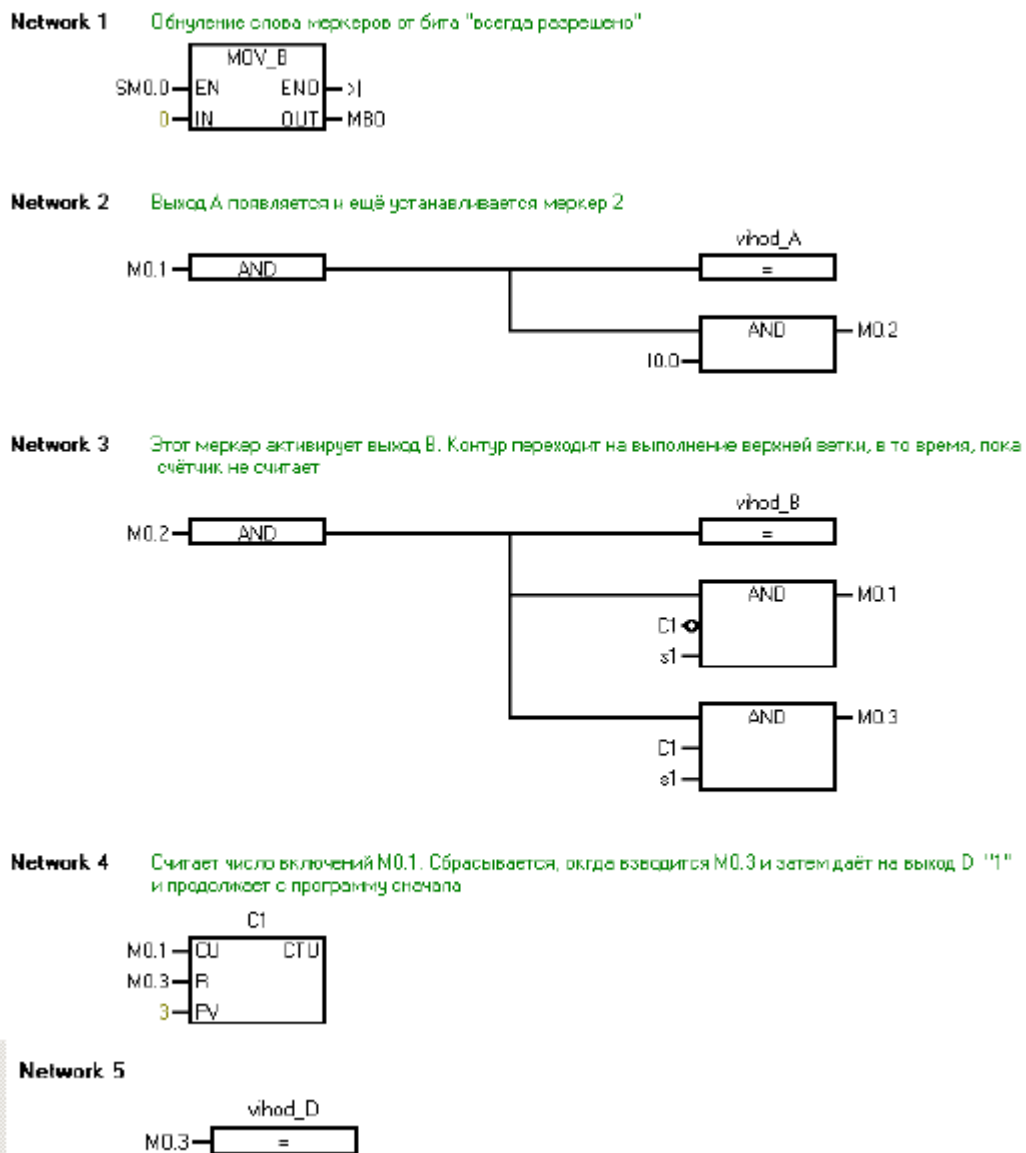 Network 1 Обнуление слова меркеров от бита "всегда разрешено"
MOV_B
SM0.0 EN ENO
0 IN OUT MB0
Network 2 Выход А появляется и ещё устанавливается меркер 2
vihod_A
M0.1 AND =
AND M0.2
I0.0
Network 3 Этот меркер активирует выход В. Контур переходит на выполнение верхней ветки, в то время, пока
счётчик не считает
vihod_B
M0.2 AND =
AND M0.1
C1
s1
AND M0.3
C1
s1
Network 4 Считает число включений M0.1. Сбрасывается, окгда взводится M0.3 и затем даёт на выход D "1"
и продолжает с программу сначала
C1
M0.1 CU CTU
M0.3 R
3 PV
Network 5
vihod_D
M0.3 =